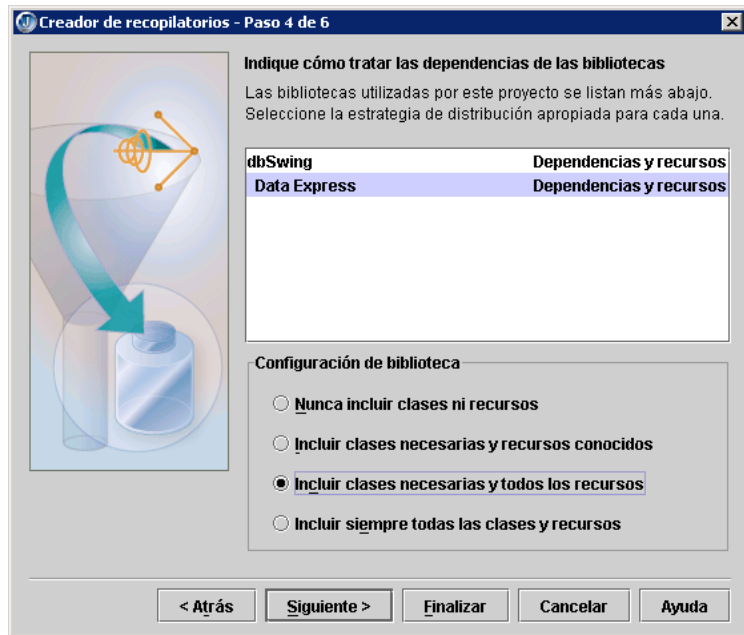 Creador de recopilatorios - Paso 4 de 6
Indique cómo tratar las dependencias de las bibliotecas
Las bibliotecas utilizadas por este proyecto se listan más abajo.
Seleccione la estrategia de distribución apropiada para cada una.
dbSwing Dependencias y recursos
Data Express Dependencias y recursos
Configuración de biblioteca
Nunca incluir clases ni recursos
Incluir clases necesarias y recursos conocidos
Incluir clases necesarias y todos los recursos
Incluir siempre todas las clases y recursos
< Atrás Siguiente > Finalizar Cancelar Ayuda